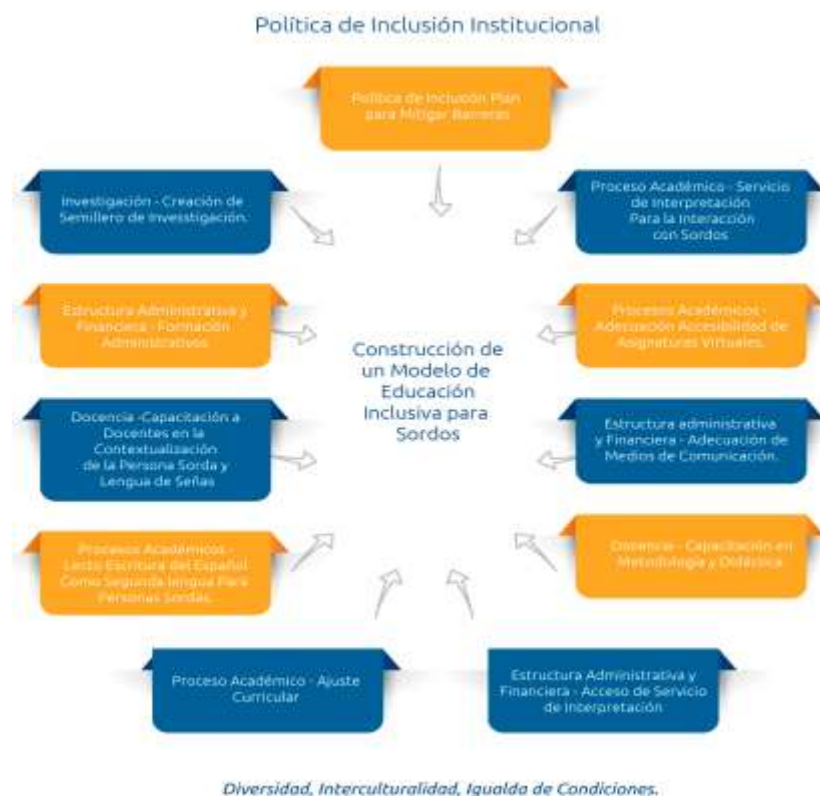 Política de Inclusión Institucional
Política de Inclusión Plan
para Mitigar Barreras
Investigación - Creación de
Semillero de Invesstigación.
Proceso Académico - Servicio
de Interpretación
Para la Interacción
con Sordos
Estructura Administrativa y
Financiera - Formación
Administrativos
Procesos Académicos -
Adecuación Accesibilidad de
Asignaturas Virtuales.
Construcción de
un Modelo de
Educación
Inclusiva para
Sordos
Docencia -Capacitación a
Docentes en la
Contextualización
de la Persona Sorda y
Lengua de Señas
Estructura administrativa
y Financiera - Adecuación de
Medios de Comunicación.
Procesos Académicos -
Lecto Escritura del Español
Como Segunda lengua Para
Personas Sordas.
Docencia - Capacitación en
Metodología y Didáctica
Proceso Académico - Ajuste
Curricular
Estructura Administrativa y
Financiera - Acceso de Servicio
de Interpretación
Diversidad, Interculturalidad, Igualda de Condiciones.